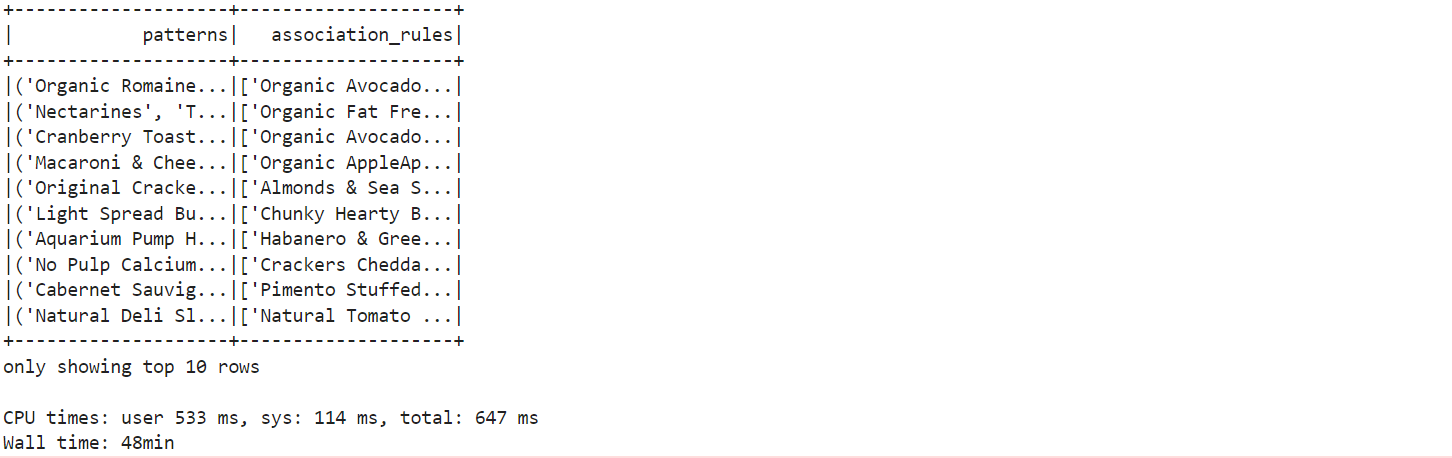 +--------------------+--------------------+
|            patterns|   association_rules|
+--------------------+--------------------+
|('Organic Romaine...|['Organic Avocado...|
|('Nectarines', 'T...|['Organic Fat Fre...|
|('Cranberry Toast...|['Organic Avocado...|
|('Macaroni & Chee...|['Organic AppleAp...|
|('Original Cracke...|['Almonds & Sea S...|
|('Light Spread Bu...|['Chunky Hearty B...|
|('Aquarium Pump H...|['Habanero & Gree...|
|('No Pulp Calcium...|['Crackers Chedda...|
|('Cabernet Sauvig...|['Pimento Stuffed...|
|('Natural Deli Sl...|['Natural Tomato ...|
+--------------------+--------------------+
only showing top 10 rows

CPU times: user 533 ms, sys: 114 ms, total: 647 ms
Wall time: 48min